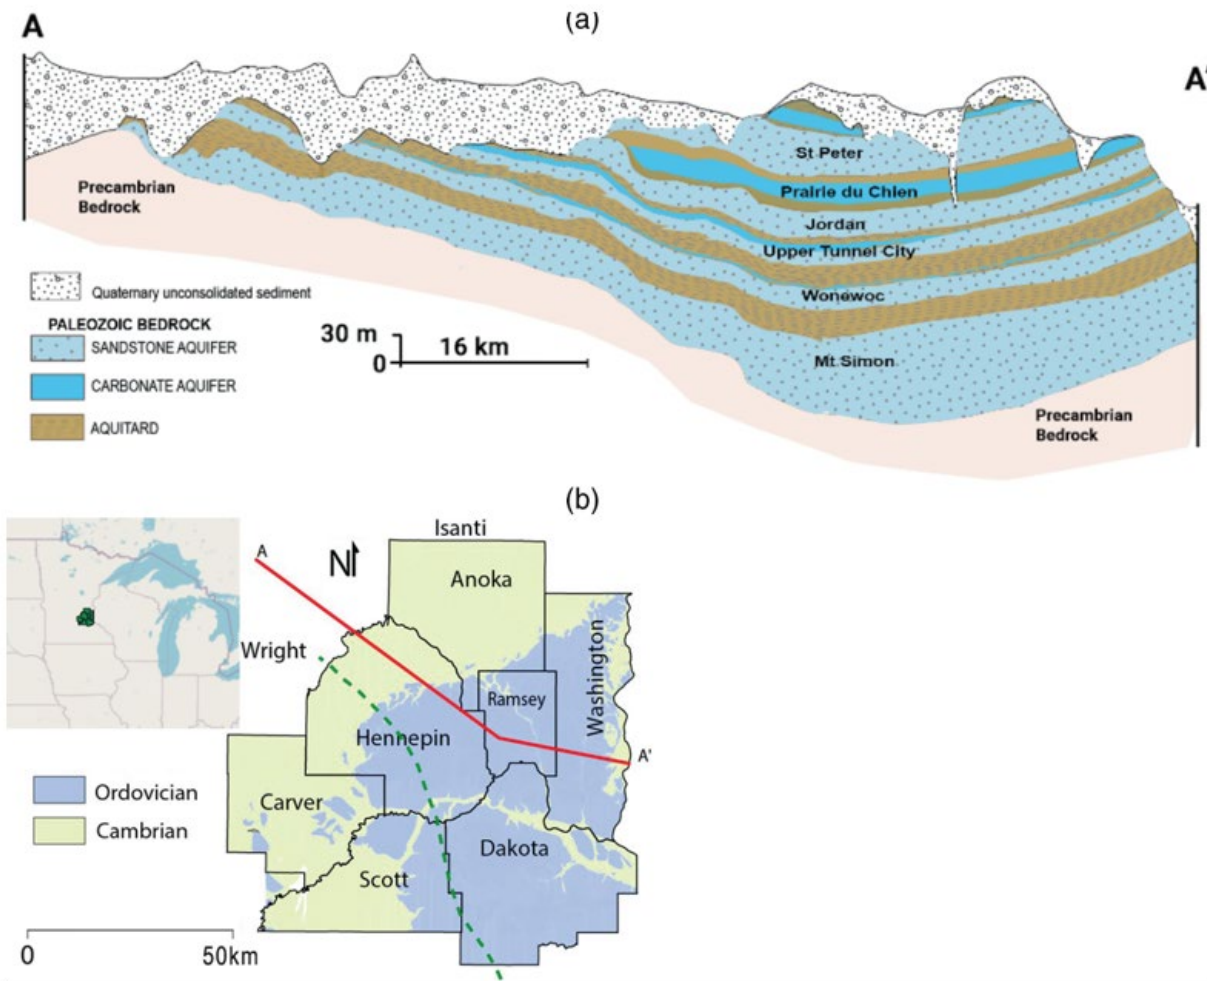 (a)
A
A'
St Peter
Prairie du Chien
Jordan
Upper Tunnel City
Wonewoc
Mt Simon
Precambrian
Bedrock
Precambrian
Bedrock
Quaternary unconsolidated sediment
PALEOZOIC BEDROCK
SANDSTONE AQUIFER
CARBONATE AQUIFER
AQUITARD
30 m
0
16 km
(b)
Isanti
A
N
Anoka
Wright
Washington
Ramsey
Hennepin
A'
Ordovician
Cambrian
Carver
Dakota
Scott
0
50km